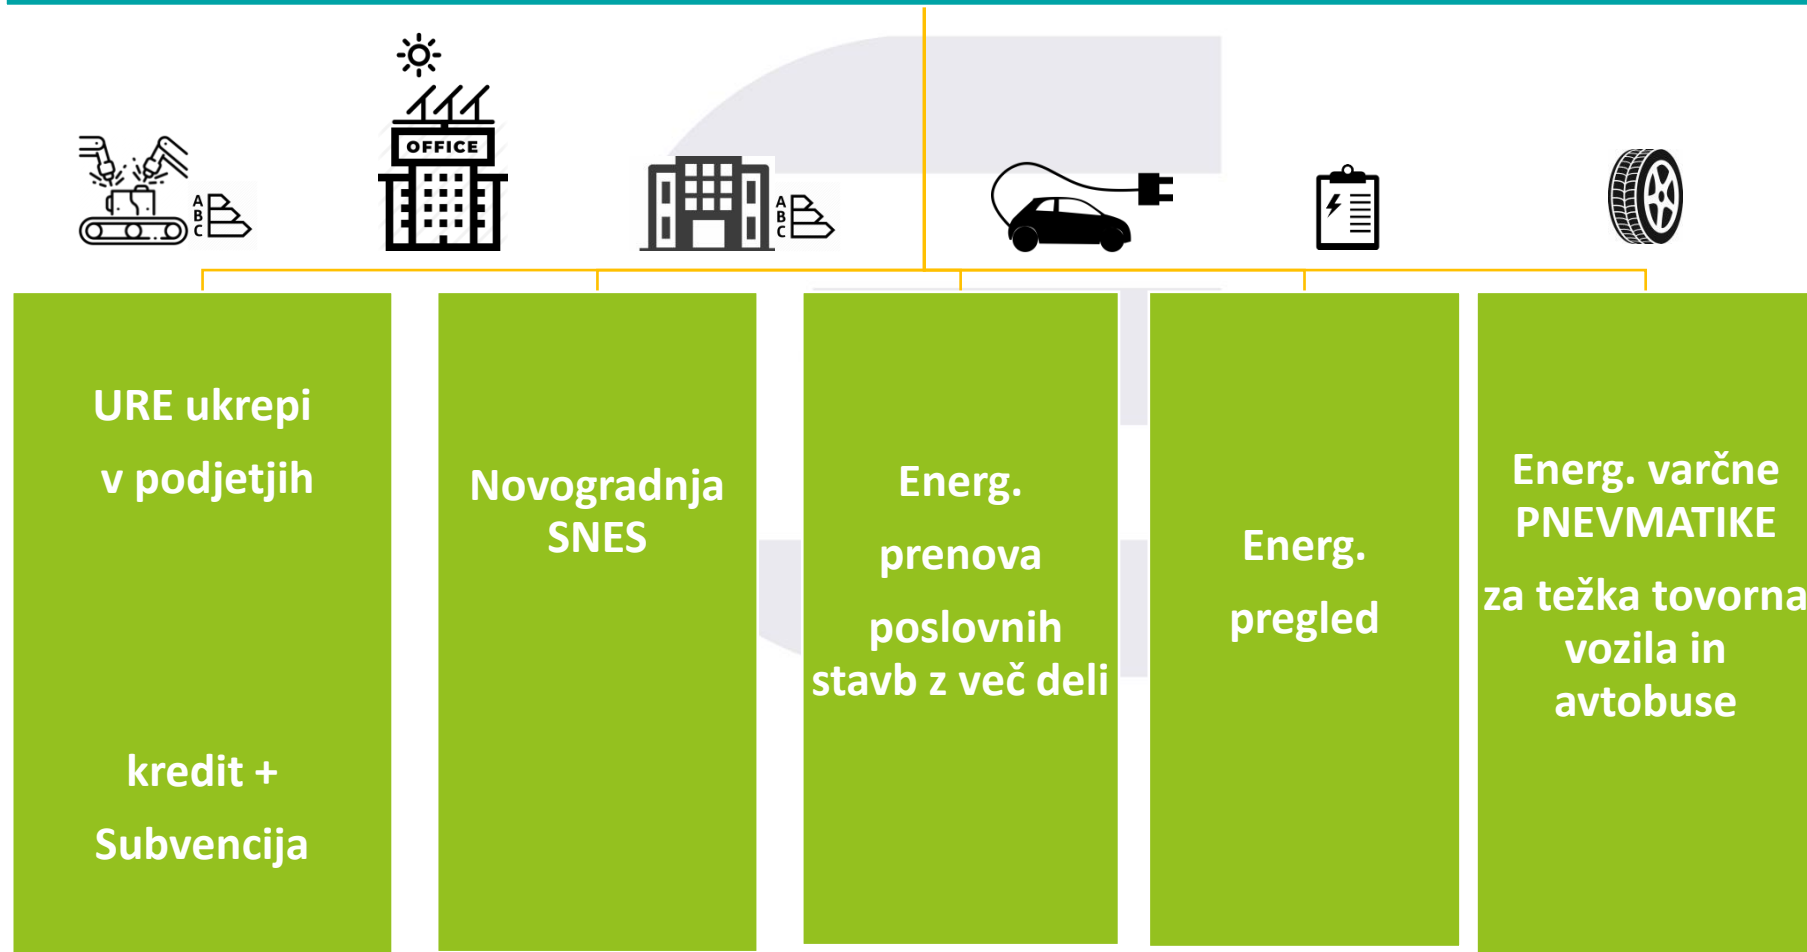 OFFICE
A
B
C
A
B
C
URE ukrepi
v podjetjih
kredit +
Subvencija
Novogradnja
SNES
Energ.
prenova
poslovnih
stavb z več deli
Energ.
pregled
Energ. varčne
PNEVMATIKE
za težka tovorna
vozila in
avtobuse